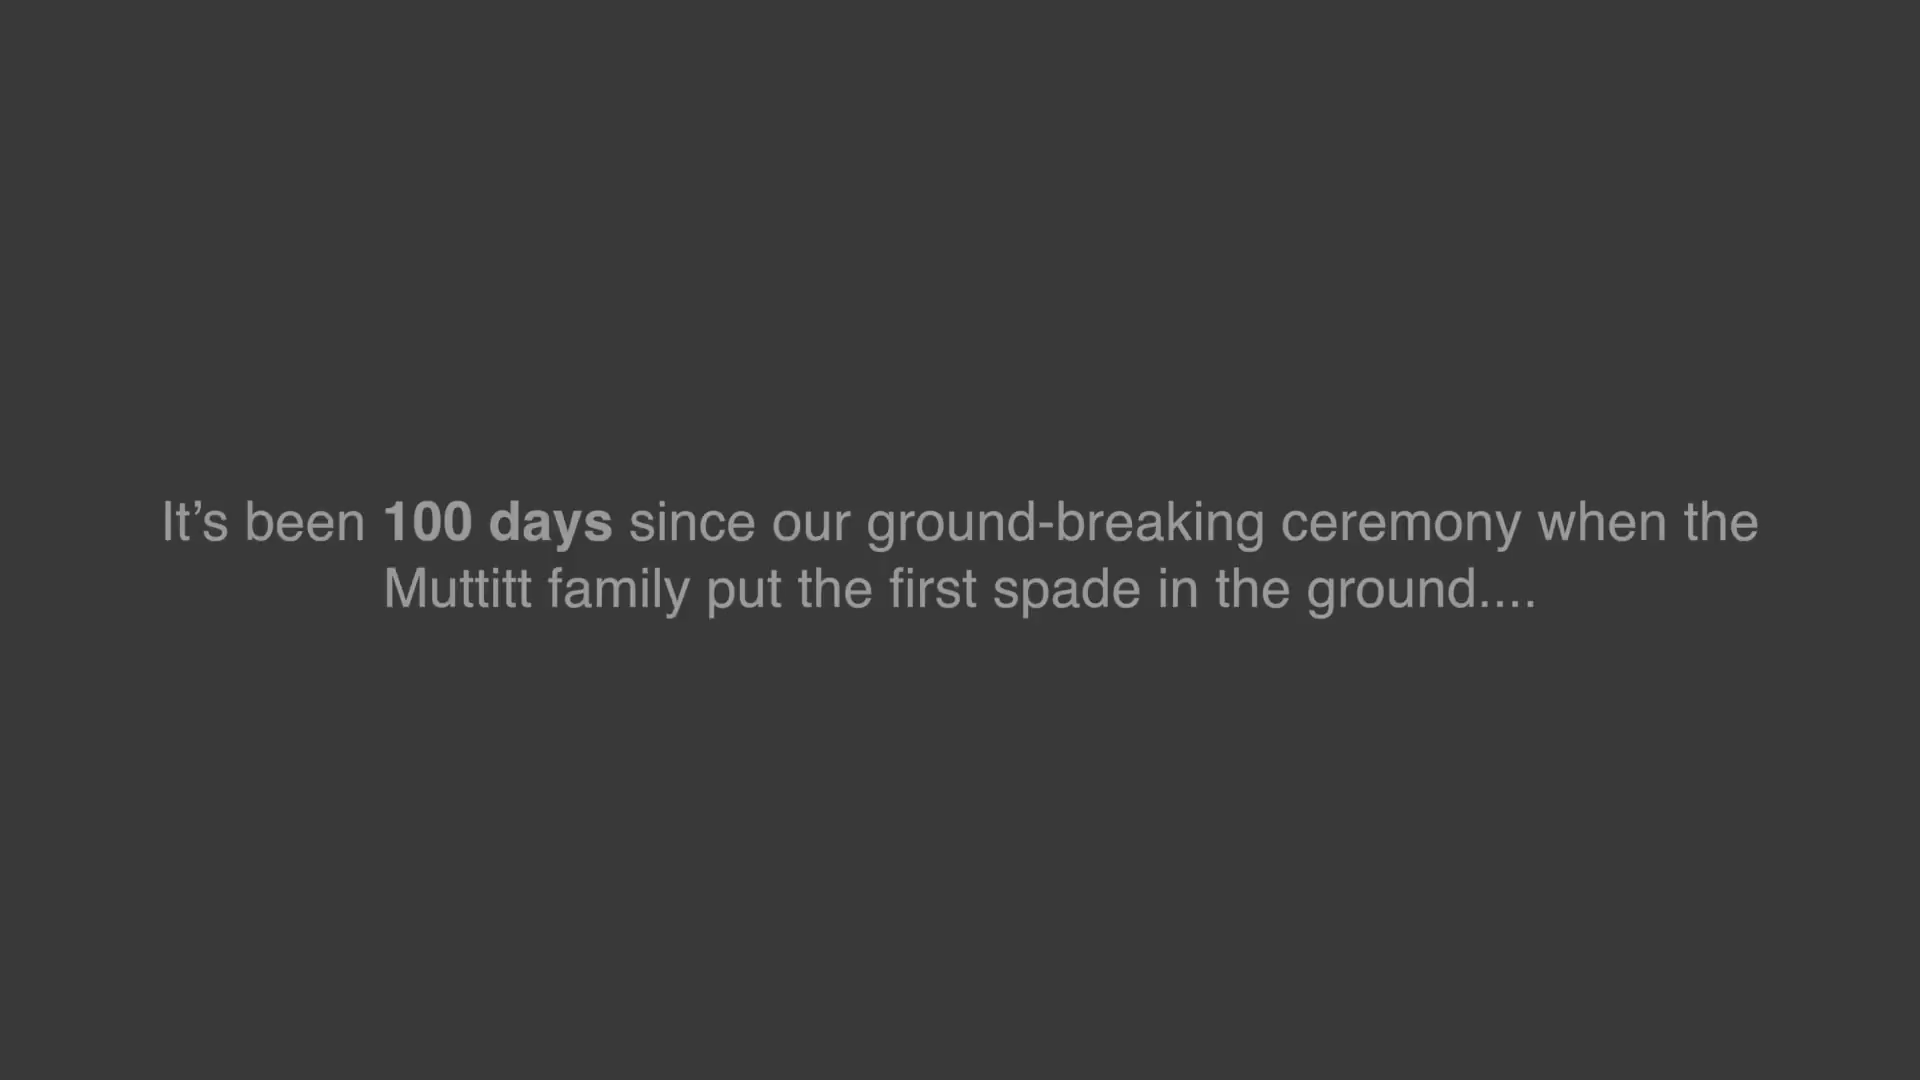 It’s been 100 days since our ground-breaking ceremony when the
Muttitt family put the first spade in the ground....